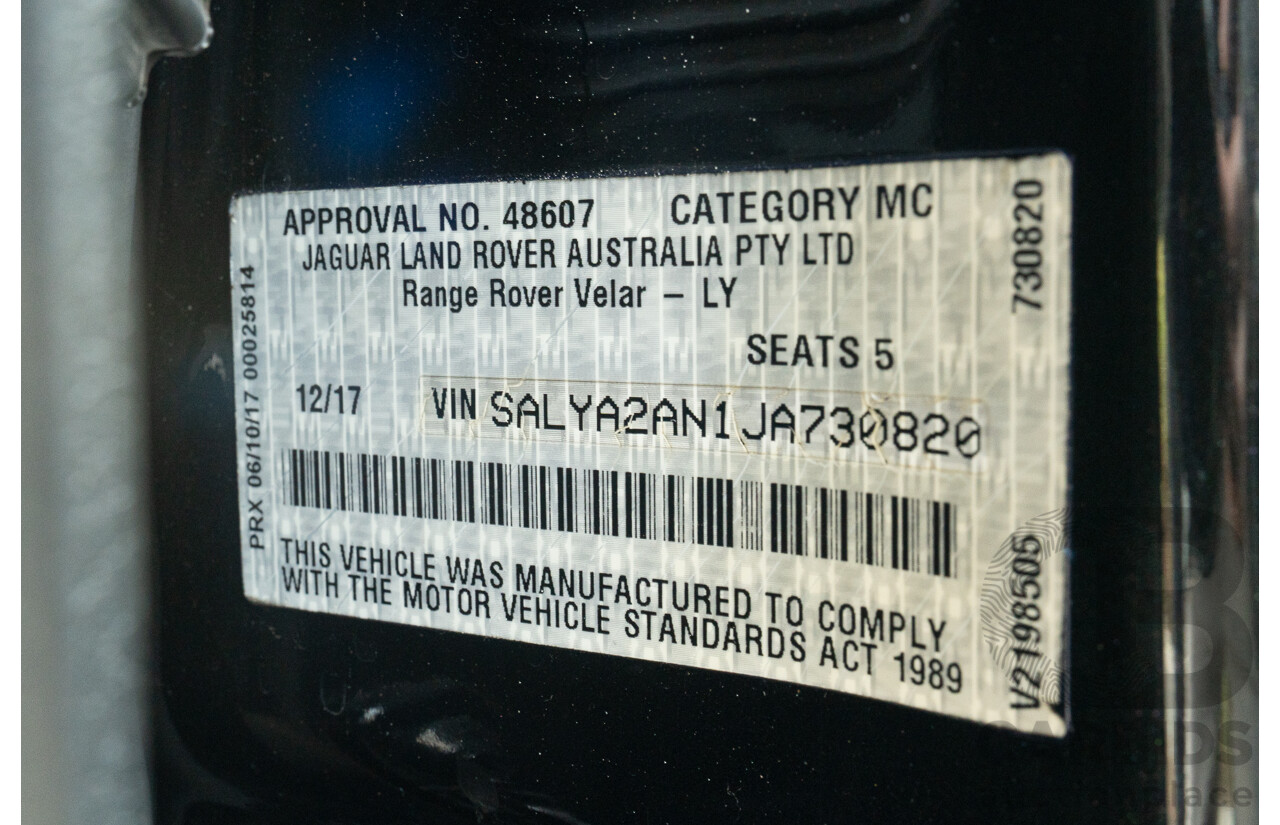 APPROVAL NO. 48607 CATEGORY MC
JAGUAR LAND ROVER AUSTRALIA PTY LTD
Range Rover Velar – LY
SEATS 5
12/17 VIN SALYA2AN1JA730820
THIS VEHICLE WAS MANUFACTURED TO COMPLY
WITH THE MOTOR VEHICLE STANDARDS ACT 1989
PRX 06/10/17 00025814
7308820
V2198505